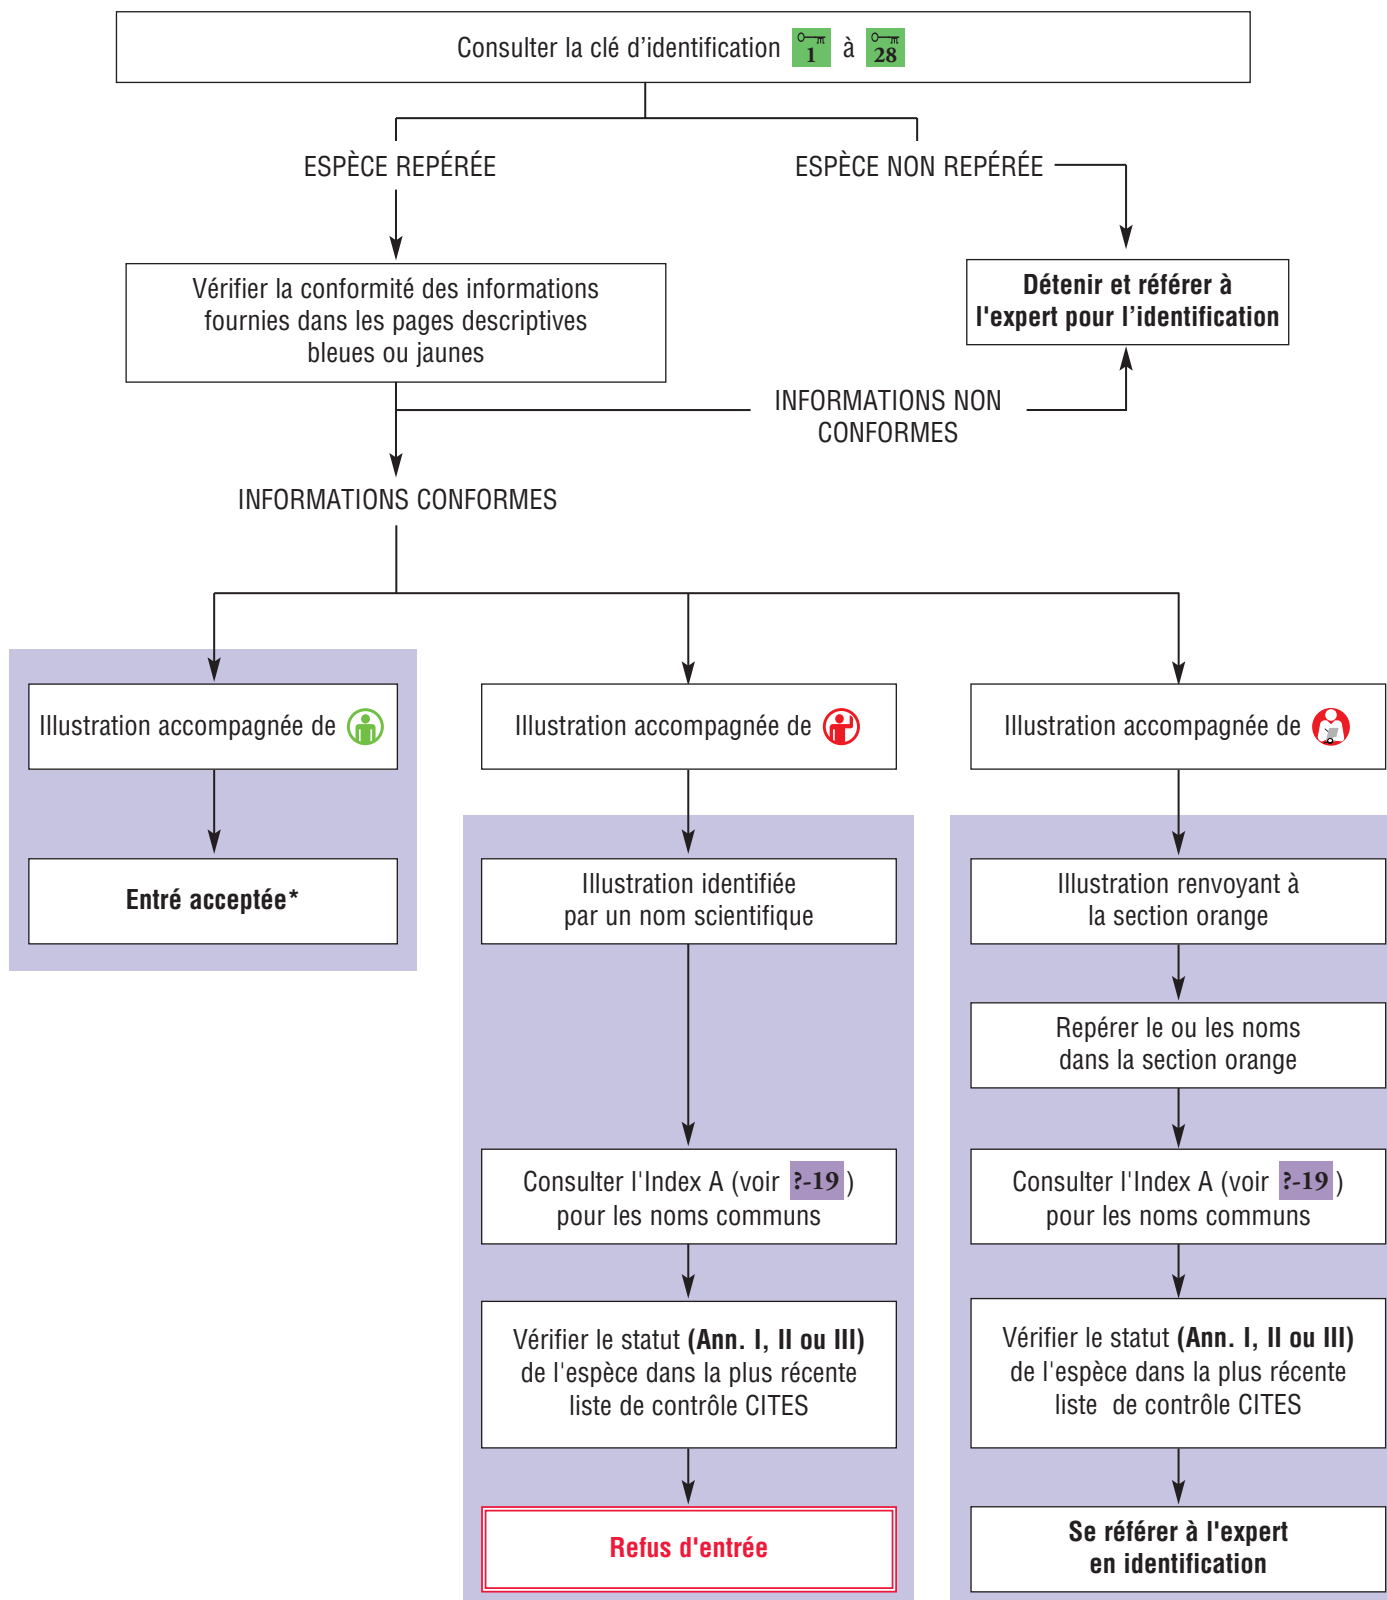 Consulter la clé d’identification 1 à 28
ESPÈCE REPÉRÉE
ESPÈCE NON REPÉRÉE
Vérifier la conformité des informations
fournies dans les pages descriptives
bleues ou jaunes
Détenir et référer à
l'expert pour l’identification
INFORMATIONS NON
CONFORMES
INFORMATIONS CONFORMES
Illustration accompagnée de
Entré acceptée*
Illustration accompagnée de
Illustration identifiée
par un nom scientifique
Consulter l'Index A (voir ?-19 )
pour les noms communs
Vérifier le statut (Ann. I, II ou III)
de l'espèce dans la plus récente
liste de contrôle CITES
Refus d'entrée
Illustration accompagnée de
Illustration renvoyant à
la section orange
Repérer le ou les noms
dans la section orange
Consulter l'Index A (voir ?-19 )
pour les noms communs
Vérifier le statut (Ann. I, II ou III)
de l'espèce dans la plus récente
liste de contrôle CITES
Se référer à l'expert
en identification